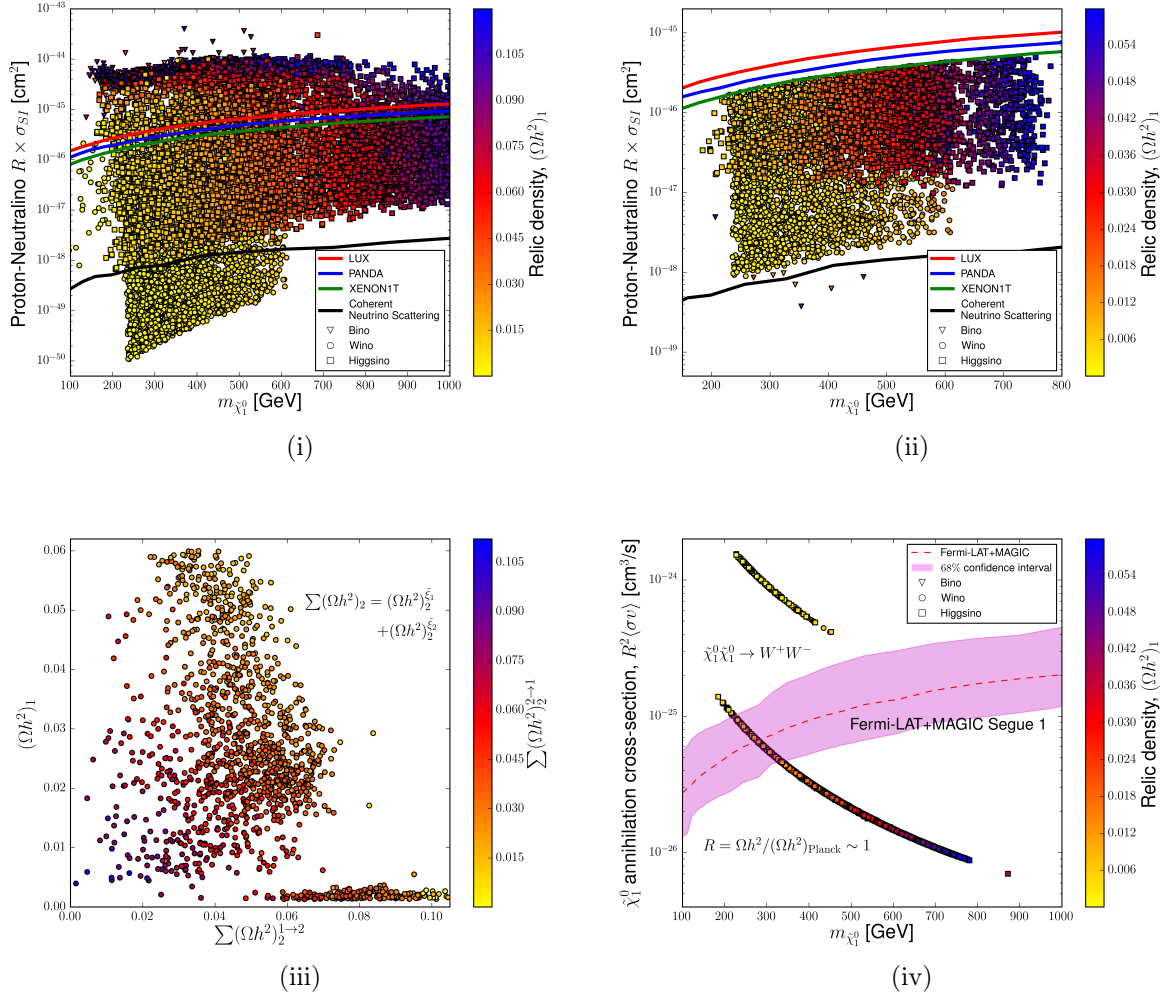 10⁻⁴³
10⁻⁴⁴
10⁻⁴⁵
10⁻⁴⁶
10⁻⁴⁷
10⁻⁴⁸
10⁻⁴⁹
10⁻⁵⁰
Proton-Neutralino R × σ_SI [cm²]
LUX
PANDA
XENON1T
Coherent
Neutrino Scattering
Bino
Wino
Higgsino
100 200 300 400 500 600 700 800 900 1000
m_χ̃₁⁰ [GeV]
0.105
0.090
0.075
0.060
0.045
0.030
0.015
Relic density, (Ωh²)₁
(i)
10⁻⁴⁵
10⁻⁴⁶
10⁻⁴⁷
10⁻⁴⁸
10⁻⁴⁹
Proton-Neutralino R × σ_SI [cm²]
LUX
PANDA
XENON1T
Coherent
Neutrino Scattering
Bino
Wino
Higgsino
200 300 400 500 600 700 800
m_χ̃₁⁰ [GeV]
0.054
0.048
0.042
0.036
0.030
0.024
0.018
0.012
0.006
Relic density, (Ωh²)₁
(ii)
0.06
0.05
0.04
0.03
0.02
0.01
0.00
(Ωh²)₁
∑(Ωh²)₂ = (Ωh²)₂^ξ̃₁
+(Ωh²)₂^ξ̃₂
0.00 0.02 0.04 0.06 0.08 0.10
∑(Ωh²)₂^1→2
0.105
0.090
0.075
0.060
0.045
0.030
0.015
∑(Ωh²)₂^2→1
(iii)
10⁻²⁴
10⁻²⁵
10⁻²⁶
χ̃₁⁰ annihilation cross-section, R²⟨σv⟩ [cm³/s]
Fermi-LAT+MAGIC
68% confidence interval
Bino
Wino
Higgsino
χ̃₁⁰χ̃₁⁰ → W⁺W⁻
Fermi-LAT+MAGIC Segue 1
R = Ωh²/(Ωh²)_Planck ∼ 1
100 200 300 400 500 600 700 800 900 1000
m_χ̃₁⁰ [GeV]
0.054
0.048
0.042
0.036
0.030
0.024
0.018
0.012
0.006
Relic density, (Ωh²)₁
(iv)